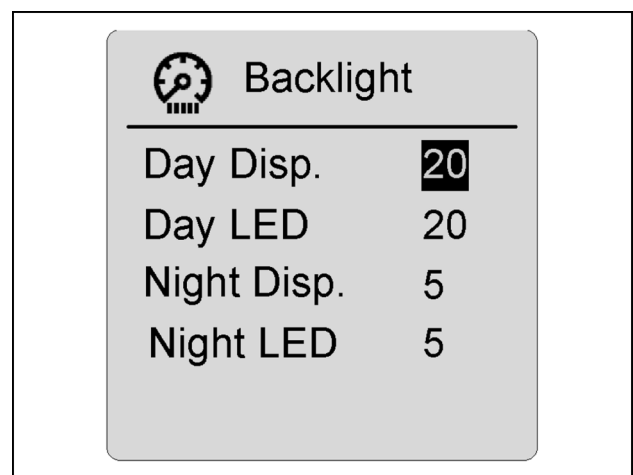 Backlight
Day Disp. 20
Day LED 20
Night Disp. 5
Night LED 5